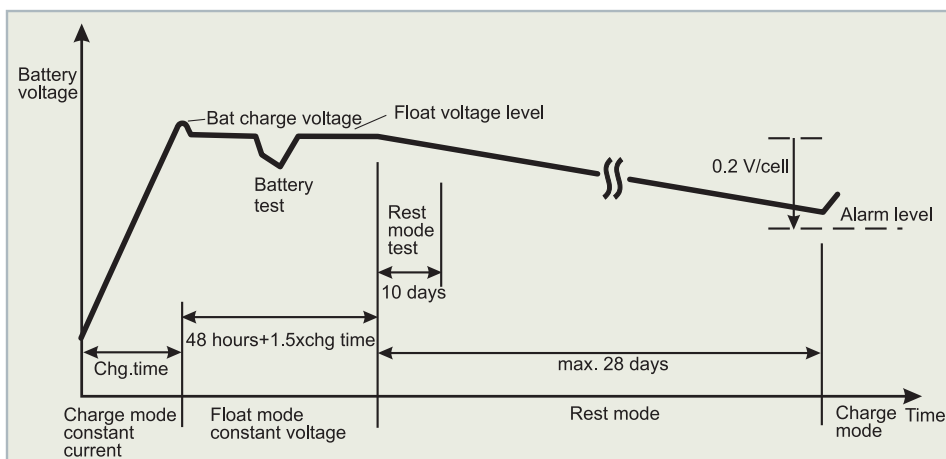 Battery
voltage
Bat charge voltage
Float voltage level
Battery
test
Rest
mode
test
10 days
0.2 V/cell
Alarm level
48 hours+1.5xchg time
Chg.time
max. 28 days
Charge mode
constant
current
Float mode
constant voltage
Rest mode
Charge
mode
Time